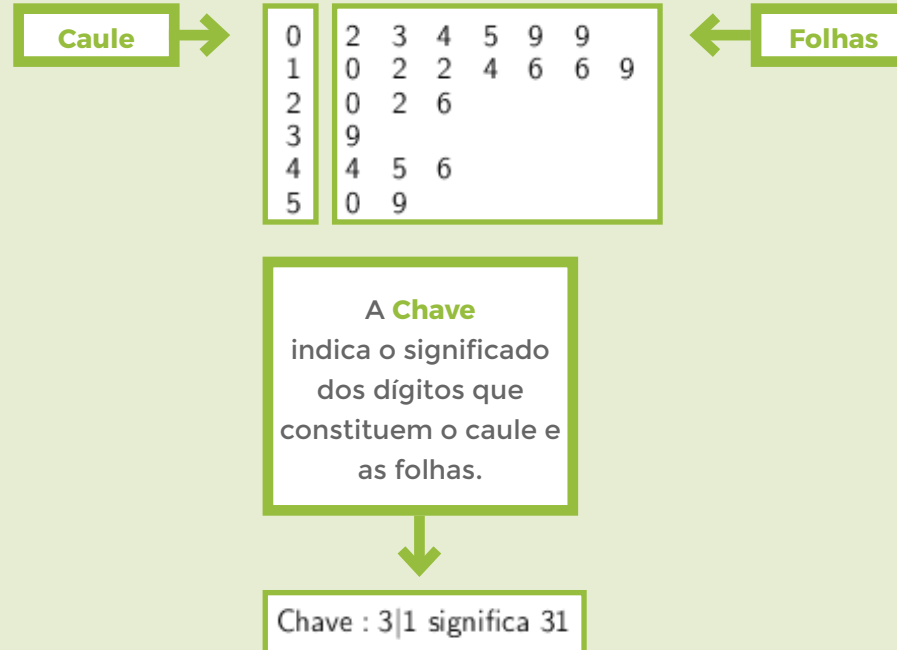 Caule
Folhas
0 2 3 4 5 9 9
1 0 2 2 4 6 6 9
2 0 2 6
3 9
4 4 5 6
5 0 9
A Chave
indica o significado
dos dígitos que
constituem o caule e
as folhas.
Chave : 3|1 significa 31